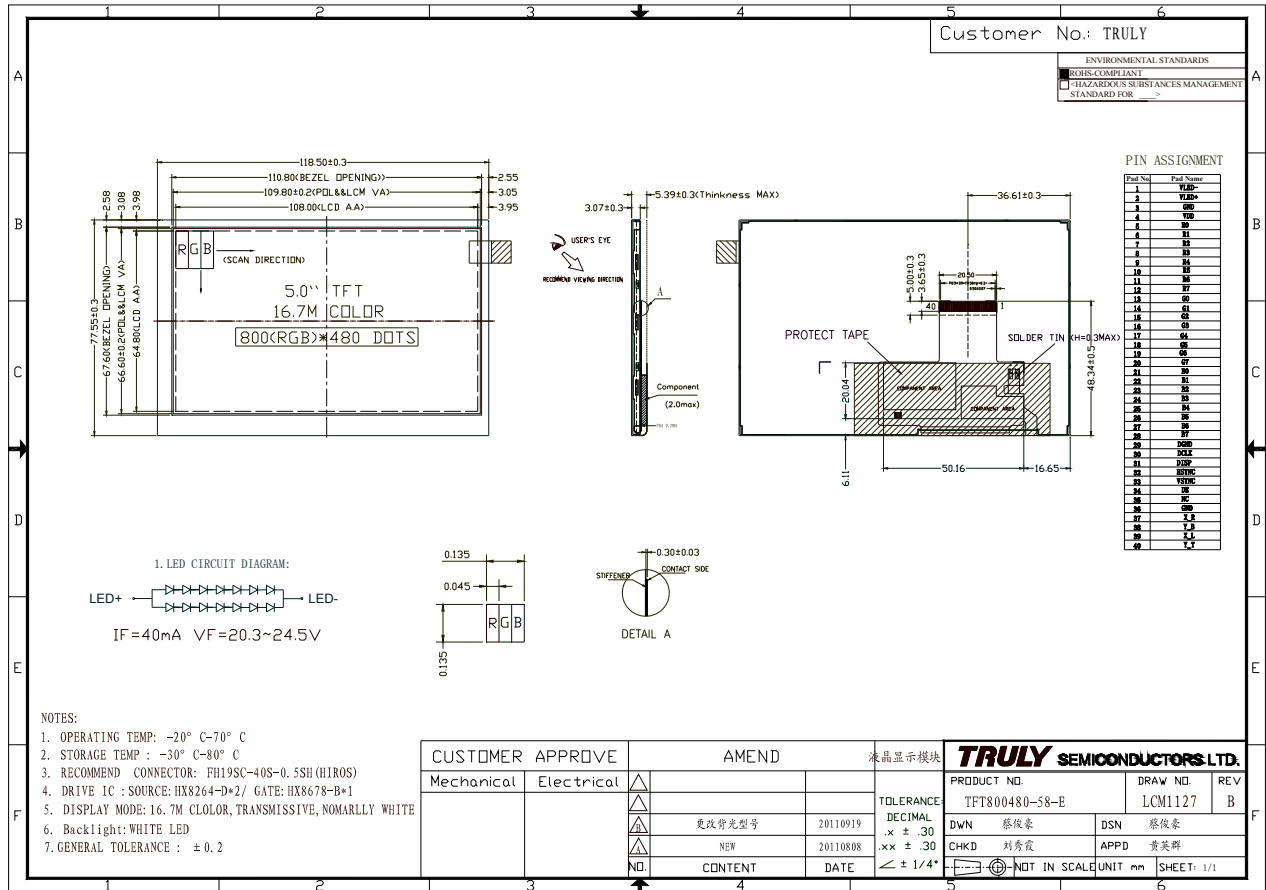 1 2 3 4 5 6
Customer No.: TRULY
ENVIRONMENTAL STANDARDS
ROHS-COMPLIANT
<HAZARDOUS SUBSTANCES MANAGEMENT
STANDARD FOR ____>
A A
B B
C C
D D
E E
F F
118.50±0.3
110.80(BEZEL OPENING))
109.80±0.2(POL&&LCM VA)
108.00(LCD A.A)
2.55
3.05
3.95
2.58
3.08
3.98
77.55±0.3
67.60(BEZEL OPENING)
66.60±0.2(POL&LCM VA)
64.80(LCD A.A)
R G B
(SCAN DIRECTION)
5.0'' TFT
16.7M COLOR
800(RGB)*480 DOTS
5.39±0.3(Thinkness MAX)
3.07±0.3
USER'S EYE
RECOMMEND VIEWING DIRECTION
A
Component
(2.0max)
36.61±0.3
5.00±0.3
3.65±0.3
20.50
40 1
PROTECT TAPE
SOLDER TIN (H=0.3MAX)
COMPONENT AREA
COMPONENT AREA
20.04
48.34±0.5
6.11
50.16
16.65
PIN ASSIGNMENT
Pad No. Pad Name
1 VLED-
2 VLED+
3 GND
4 VDD
5 R0
6 R1
7 R2
8 R3
9 R4
10 R5
11 R6
12 R7
13 G0
14 G1
15 G2
16 G3
17 G4
18 G5
19 G6
20 G7
21 B0
22 B1
23 B2
24 B3
25 B4
26 B5
27 B6
28 B7
29 DGND
30 DCLK
31 DISP
32 HSYNC
33 VSYNC
34 DE
35 NC
36 GND
37 X_R
38 Y_B
39 X_L
40 Y_T
1. LED CIRCUIT DIAGRAM:
LED+ LED-
IF=40mA VF=20.3~24.5V
0.135
0.045
R G B
0.135
0.30±0.03
STIFFENER
CONTACT SIDE
DETAIL A
NOTES:
1. OPERATING TEMP: -20° C-70° C
2. STORAGE TEMP : -30° C-80° C
3. RECOMMEND CONNECTOR: FH19SC-40S-0.5SH(HIROS)
4. DRIVE IC : SOURCE:HX8264-D*2/ GATE:HX8678-B*1
5. DISPLAY MODE: 16.7M CLOLOR, TRANSMISSIVE, NOMARLLY WHITE
6. Backlight:WHITE LED
7. GENERAL TOLERANCE : ±0.2
CUSTOMER APPROVE
Mechanical Electrical
AMEND
B 更改背光型号 20110919
A NEW 20110808
NO. CONTENT DATE
液晶显示模块
TOLERANCE:
DECIMAL
.x ± .30
.xx ± .30
∠ ± 1/4°
TRULY SEMICONDUCTORS LTD.
PRODUCT NO. DRAW NO. REV
TFT800480-58-E LCM1127 B
DWN 蔡俊豪 DSN 蔡俊豪
CHKD 刘秀霞 APPD 黄英群
NOT IN SCALE UNIT mm SHEET: 1/1
1 2 3 4 5 6